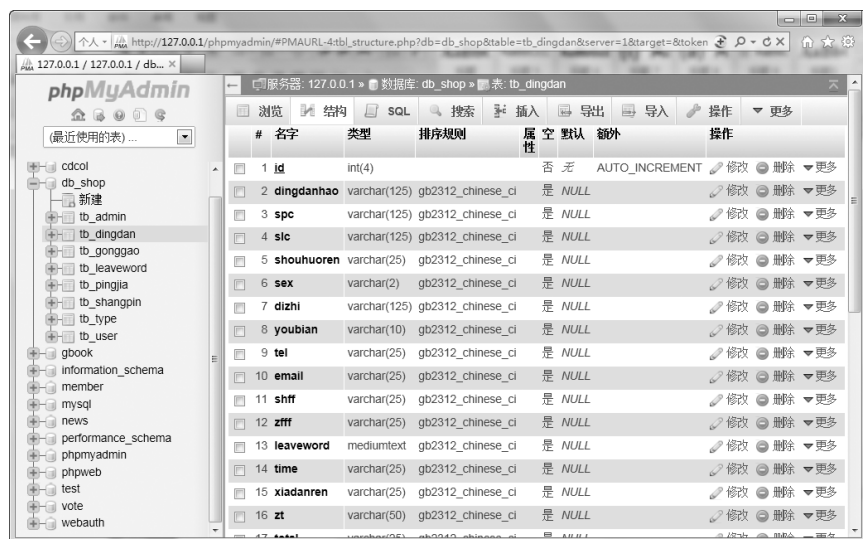 个人
http://127.0.0.1/phpmyadmin/#PMAURL-4:tbl_structure.php?db=db_shop&table=tb_dingdan&server=1&target=&token
127.0.0.1 / 127.0.0.1 / db...
phpMyAdmin
(最近使用的表) ...
cdcol
db_shop
新建
tb_admin
tb_dingdan
tb_gonggao
tb_leaveword
tb_pingjia
tb_shangpin
tb_type
tb_user
gbook
information_schema
member
mysql
news
performance_schema
phpmyadmin
phpweb
test
vote
webauth
服务器: 127.0.0.1 » 数据库: db_shop » 表: tb_dingdan
浏览 结构 SQL 搜索 插入 导出 导入 操作 更多
# 名字 类型 排序规则 属性 空 默认 额外 操作
1 id int(4) 否 无 AUTO_INCREMENT 修改 删除 更多
2 dingdanhao varchar(125) gb2312_chinese_ci 是 NULL 修改 删除 更多
3 spc varchar(125) gb2312_chinese_ci 是 NULL 修改 删除 更多
4 slc varchar(125) gb2312_chinese_ci 是 NULL 修改 删除 更多
5 shouhuoren varchar(25) gb2312_chinese_ci 是 NULL 修改 删除 更多
6 sex varchar(2) gb2312_chinese_ci 是 NULL 修改 删除 更多
7 dizhi varchar(125) gb2312_chinese_ci 是 NULL 修改 删除 更多
8 youbian varchar(10) gb2312_chinese_ci 是 NULL 修改 删除 更多
9 tel varchar(25) gb2312_chinese_ci 是 NULL 修改 删除 更多
10 email varchar(25) gb2312_chinese_ci 是 NULL 修改 删除 更多
11 shff varchar(25) gb2312_chinese_ci 是 NULL 修改 删除 更多
12 zfff varchar(25) gb2312_chinese_ci 是 NULL 修改 删除 更多
13 leaveword mediumtext gb2312_chinese_ci 是 NULL 修改 删除 更多
14 time varchar(25) gb2312_chinese_ci 是 NULL 修改 删除 更多
15 xiadanren varchar(25) gb2312_chinese_ci 是 NULL 修改 删除 更多
16 zt varchar(50) gb2312_chinese_ci 是 NULL 修改 删除 更多